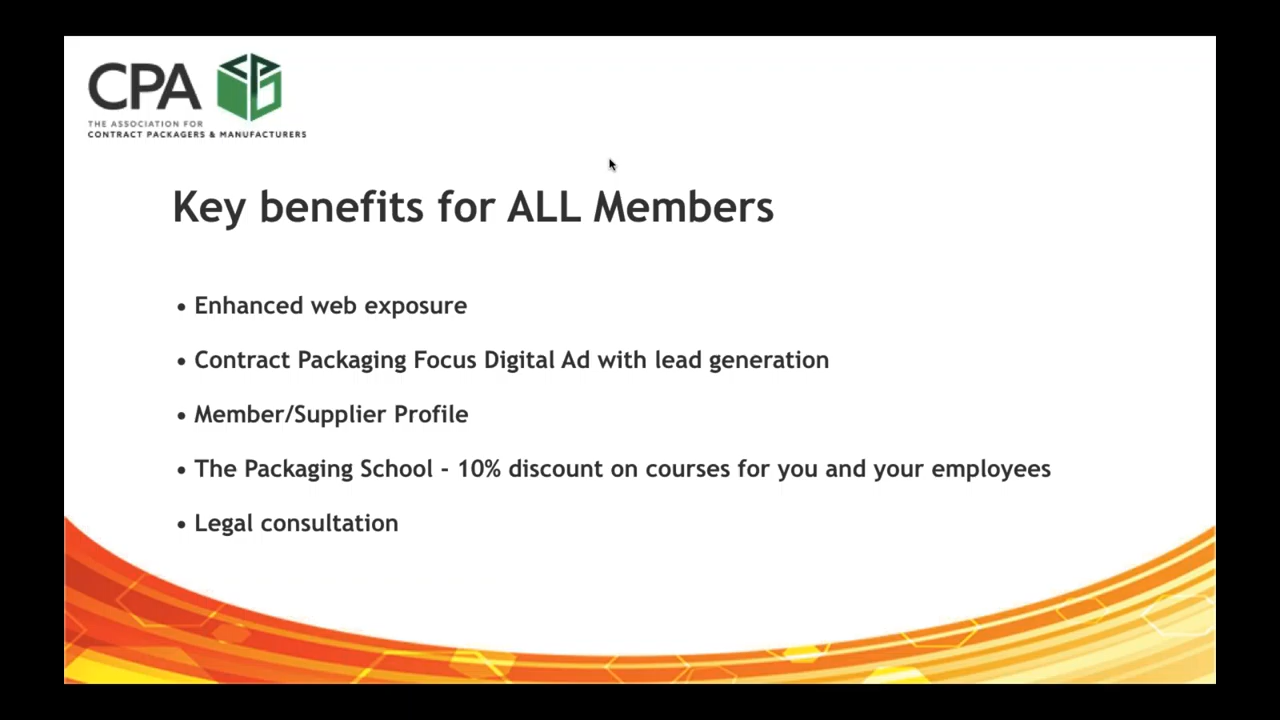 CPA
THE ASSOCIATION FOR
CONTRACT PACKAGERS & MANUFACTURERS
Key benefits for ALL Members
• Enhanced web exposure
• Contract Packaging Focus Digital Ad with lead generation
• Member/Supplier Profile
• The Packaging School - 10% discount on courses for you and your employees
• Legal consultation